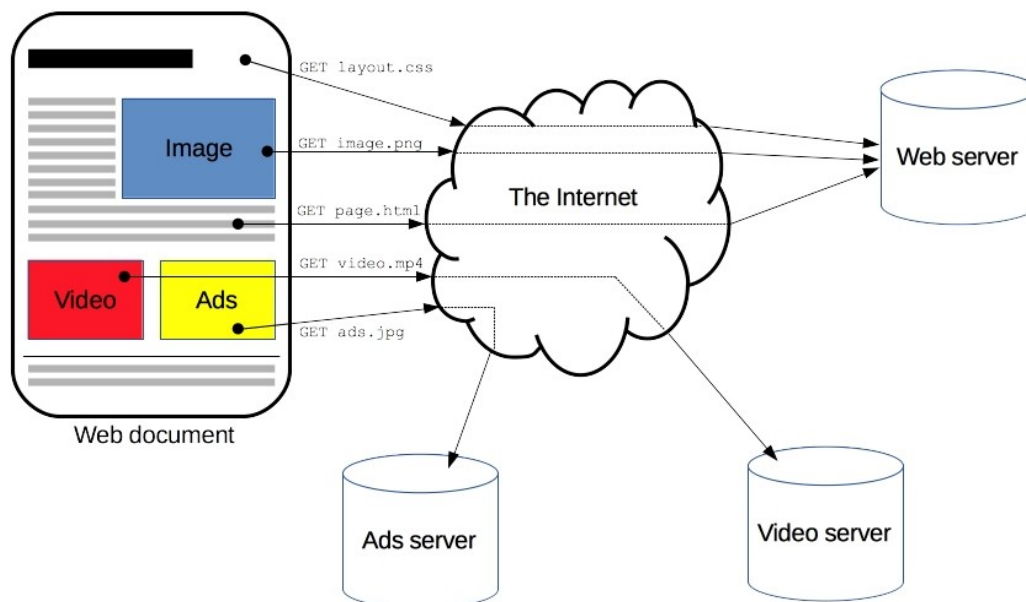 GET layout.css
Image
GET image.png
Web server
The Internet
GET page.html
GET video.mp4
Video
Ads
GET ads.jpg
Web document
Ads server
Video server